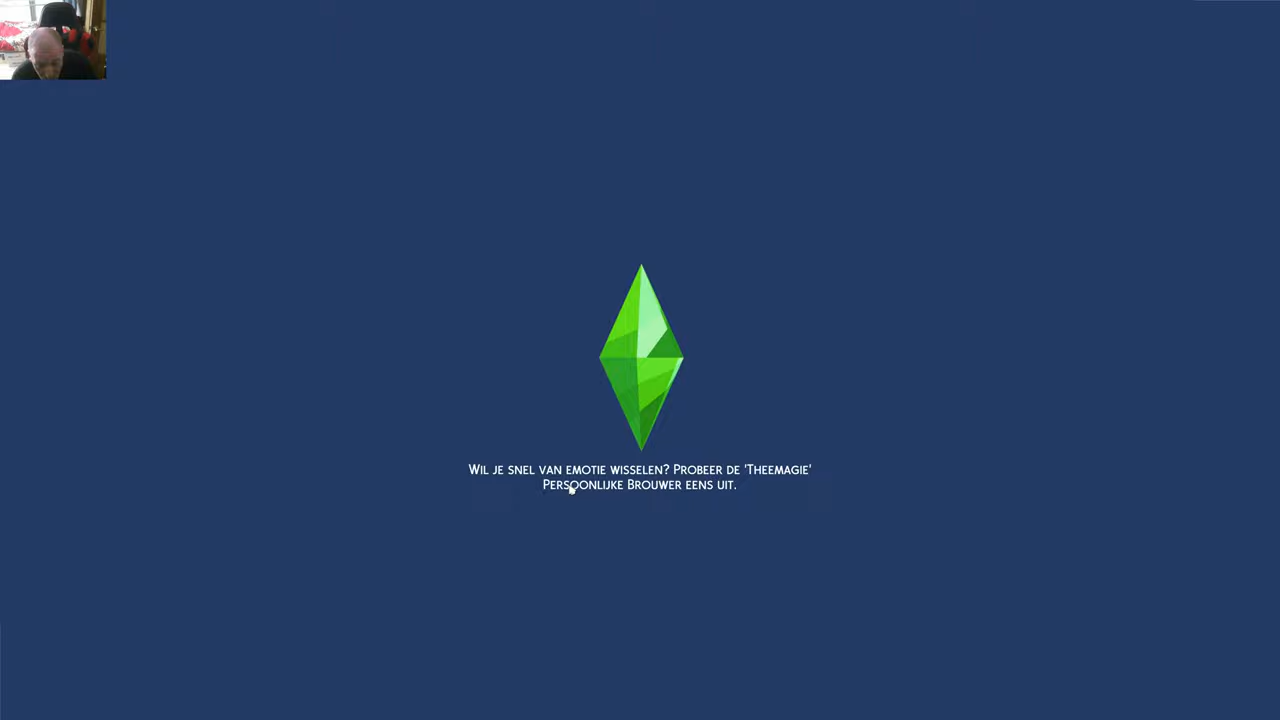 Wil je snel van emotie wisselen? Probeer de 'Theemagie'
Persoonlijke Brouwer eens uit.